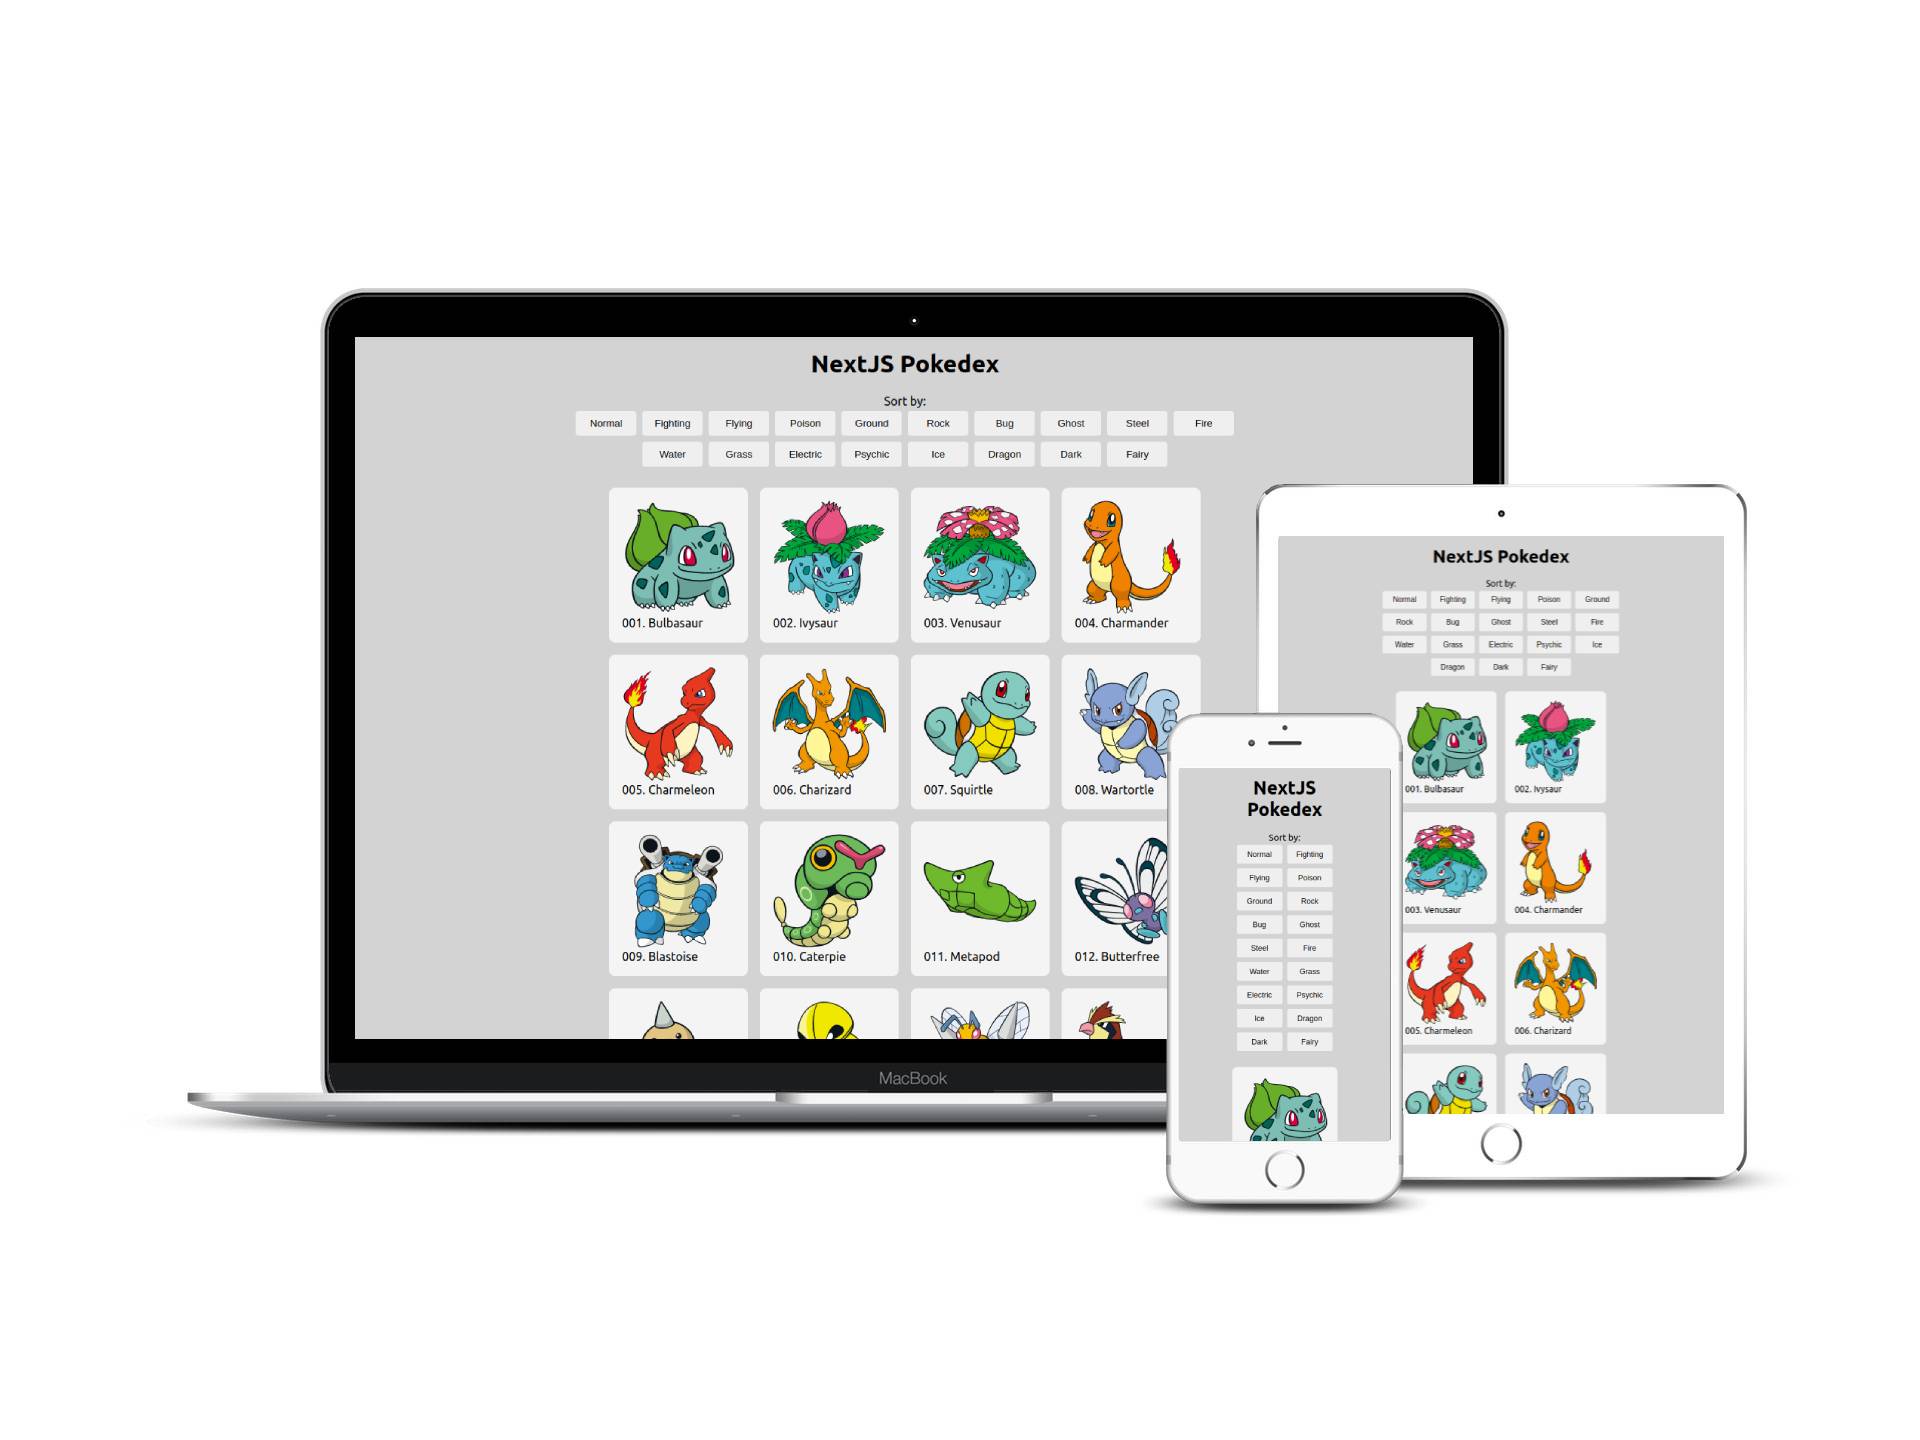 NextJS Pokedex
Sort by:
Normal Fighting Flying Poison Ground Rock Bug Ghost Steel Fire
Water Grass Electric Psychic Ice Dragon Dark Fairy
001. Bulbasaur 002. Ivysaur 003. Venusaur 004. Charmander
005. Charmeleon 006. Charizard 007. Squirtle 008. Wartortle
009. Blastoise 010. Caterpie 011. Metapod 012. Butterfree
MacBook
NextJS
Pokedex
Sort by:
Normal Fighting
Flying Poison
Ground Rock
Bug Ghost
Steel Fire
Water Grass
Electric Psychic
Ice Dragon
Dark Fairy
NextJS Pokedex
Sort by:
Normal Fighting Flying Poison Ground
Rock Bug Ghost Steel Fire
Water Grass Electric Psychic Ice
Dragon Dark Fairy
001. Bulbasaur 002. Ivysaur
003. Venusaur 004. Charmander
005. Charmeleon 006. Charizard